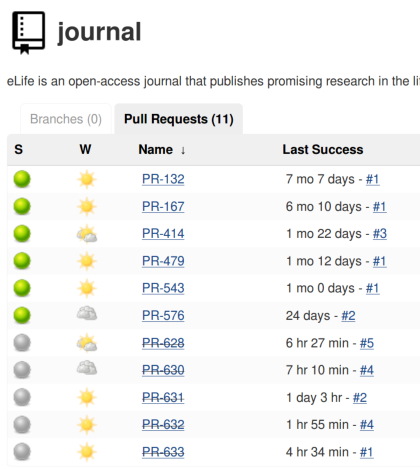 journal
eLife is an open-access journal that publishes promising research in the li
Branches (0) Pull Requests (11)
S W Name ↓ Last Success
PR-132 7 mo 7 days - #1
PR-167 6 mo 10 days - #1
PR-414 1 mo 22 days - #3
PR-479 1 mo 12 days - #1
PR-543 1 mo 0 days - #1
PR-576 24 days - #2
PR-628 6 hr 27 min - #5
PR-630 7 hr 10 min - #4
PR-631 1 day 3 hr - #2
PR-632 1 hr 55 min - #4
PR-633 4 hr 34 min - #1